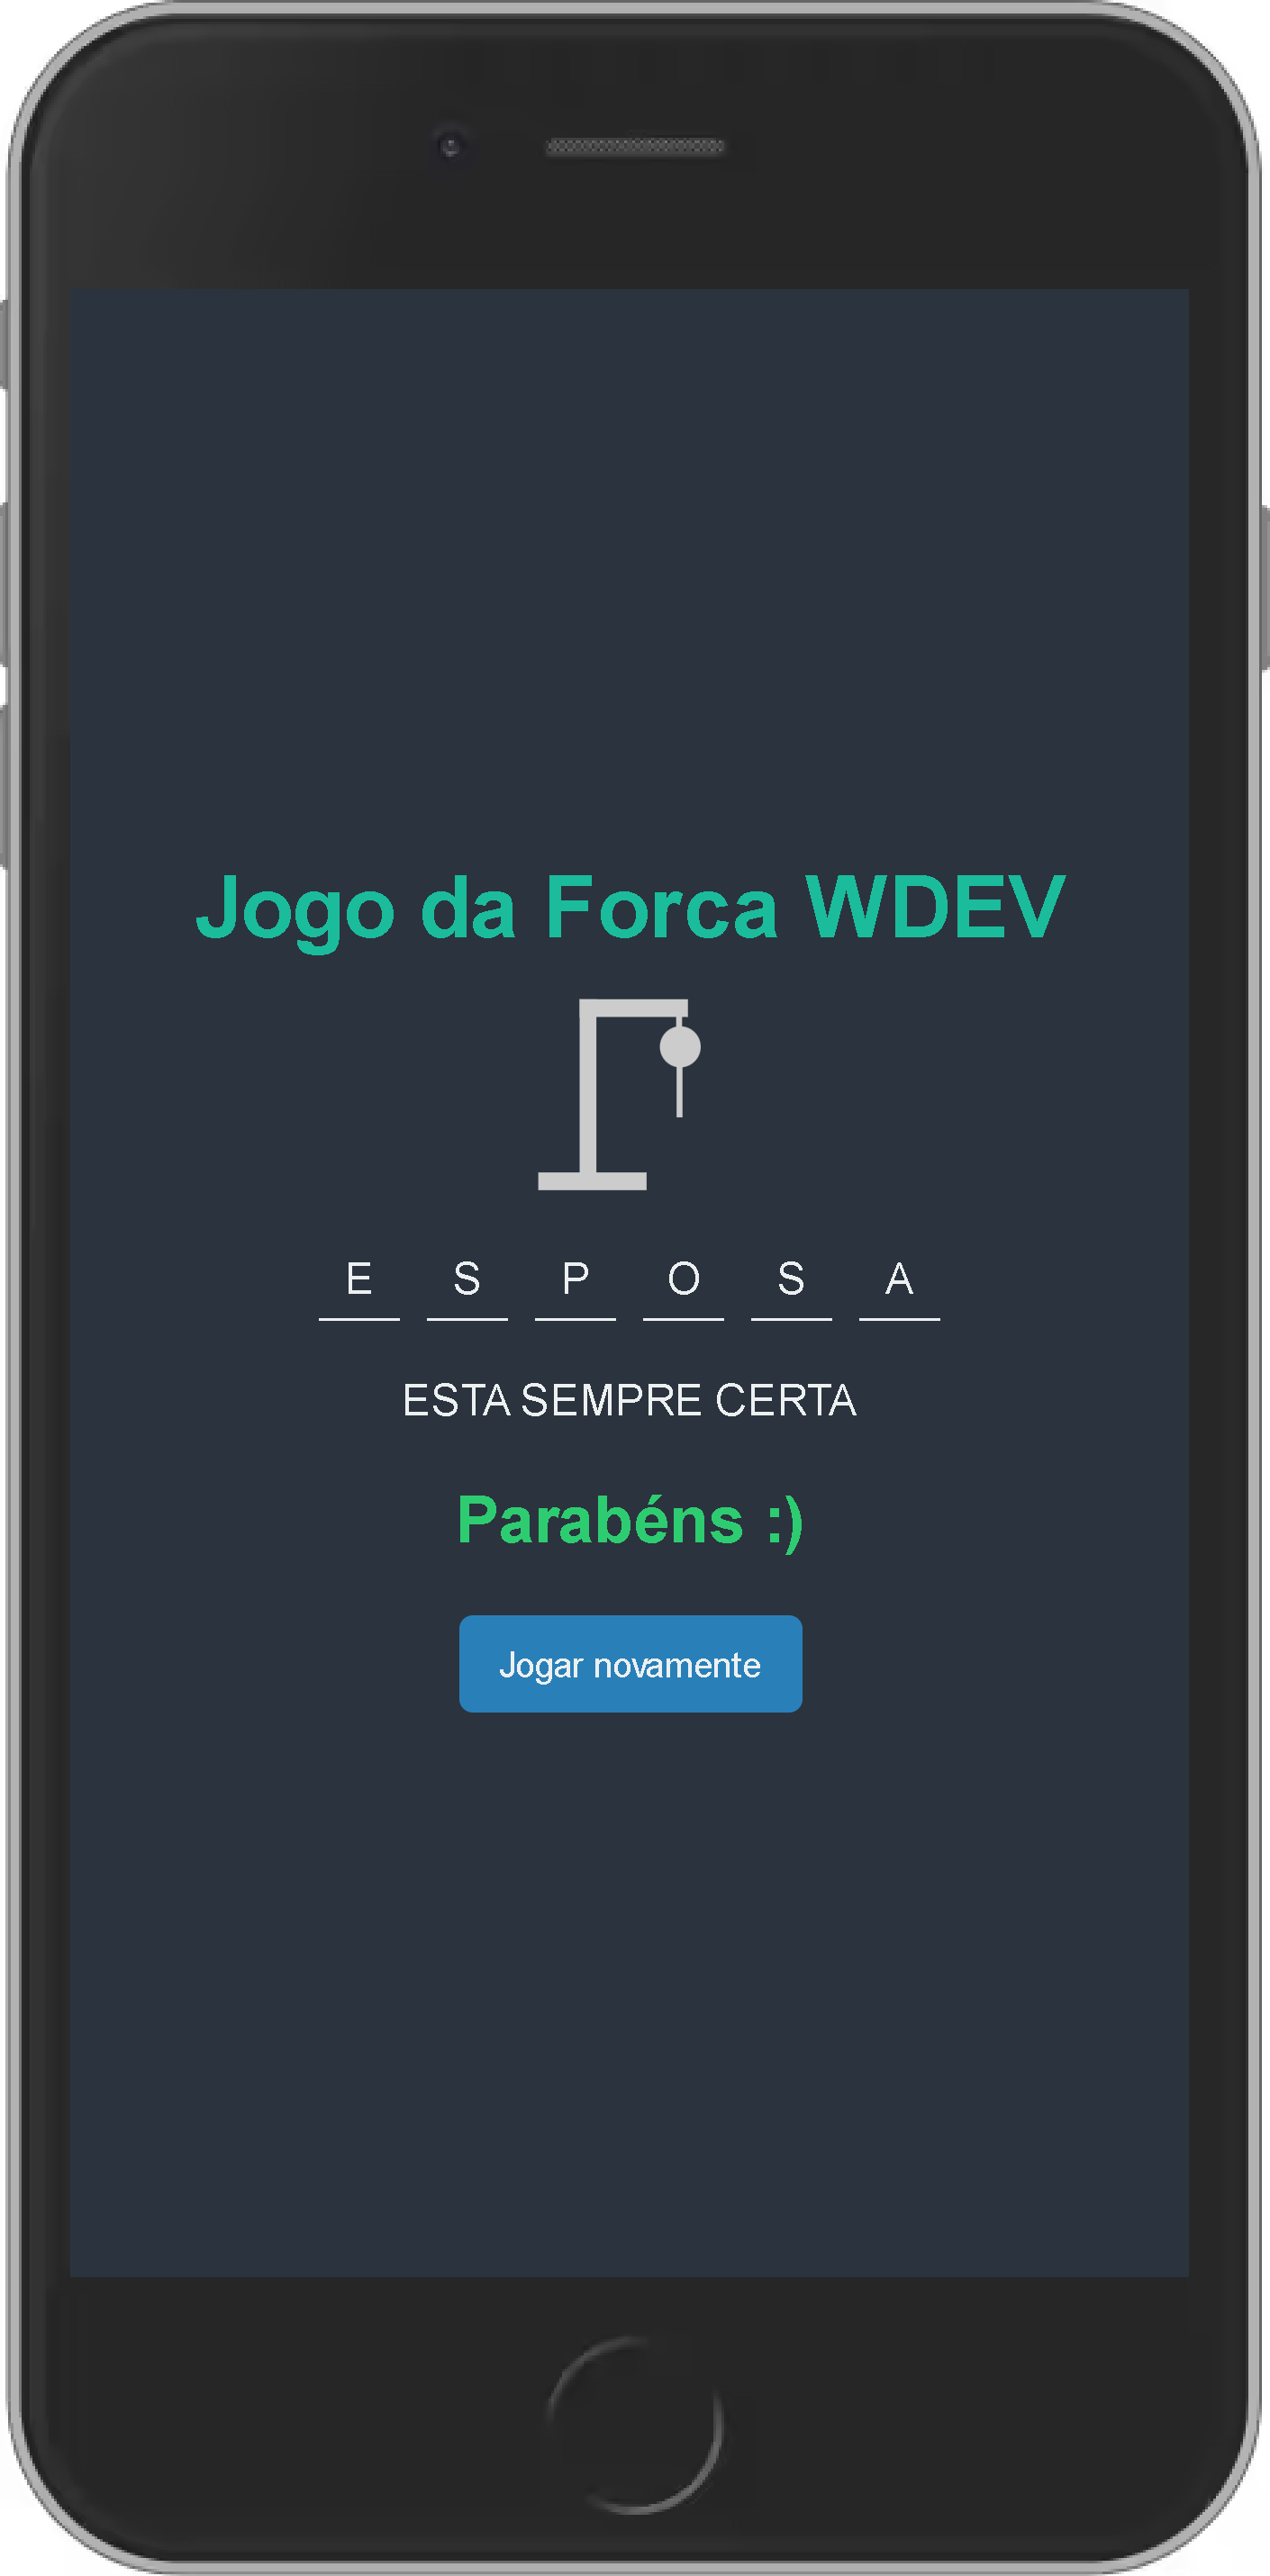 Jogo da Forca WDEV
E S P O S A
ESTA SEMPRE CERTA
Parabéns :)
Jogar novamente